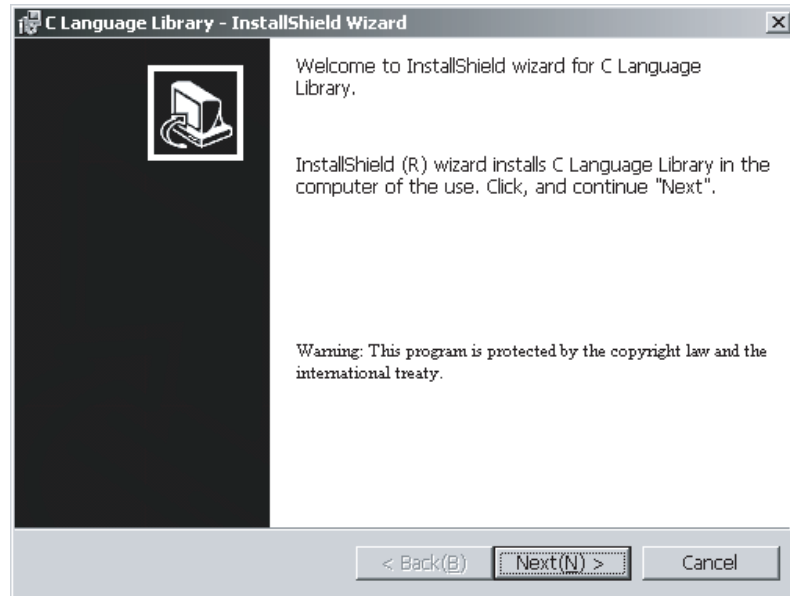 C Language Library - InstallShield Wizard
Welcome to InstallShield wizard for C Language
Library.
InstallShield (R) wizard installs C Language Library in the
computer of the use. Click, and continue "Next".
Warning: This program is protected by the copyright law and the
international treaty.
< Back(B)
Next(N) >
Cancel